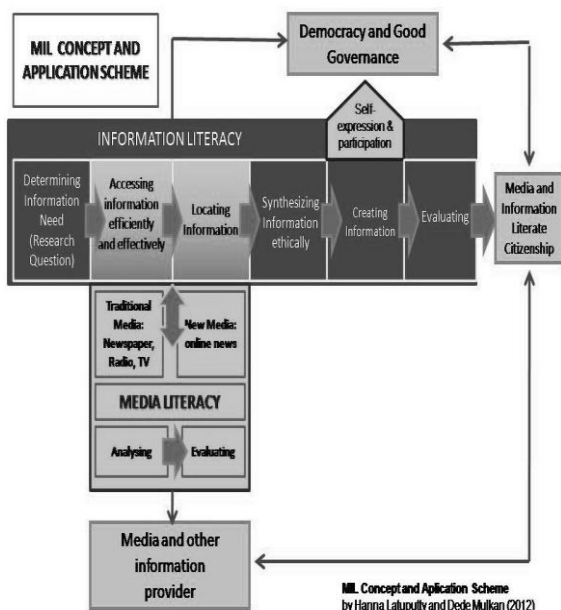 MIL CONCEPT AND
APPLICATION SCHEME
Democracy and Good
Governance
Self-
expression &
participation
INFORMATION LITERACY
Determining
Information
Need
(Research
Question)
Accessing
information
efficiently
and effectively
Locating
Information
Synthesizing
Information
ethically
Creating
Information
Evaluating
Media and
Information
Literate
Citizenship
Traditional
Media:
Newspaper,
Radio, TV
New Media:
online news
MEDIA LITERACY
Analysing
Evaluating
Media and other
information
provider
MIL Concept and Aplication Scheme
by Hanna Latuputty and Dede Mulkan (2012)